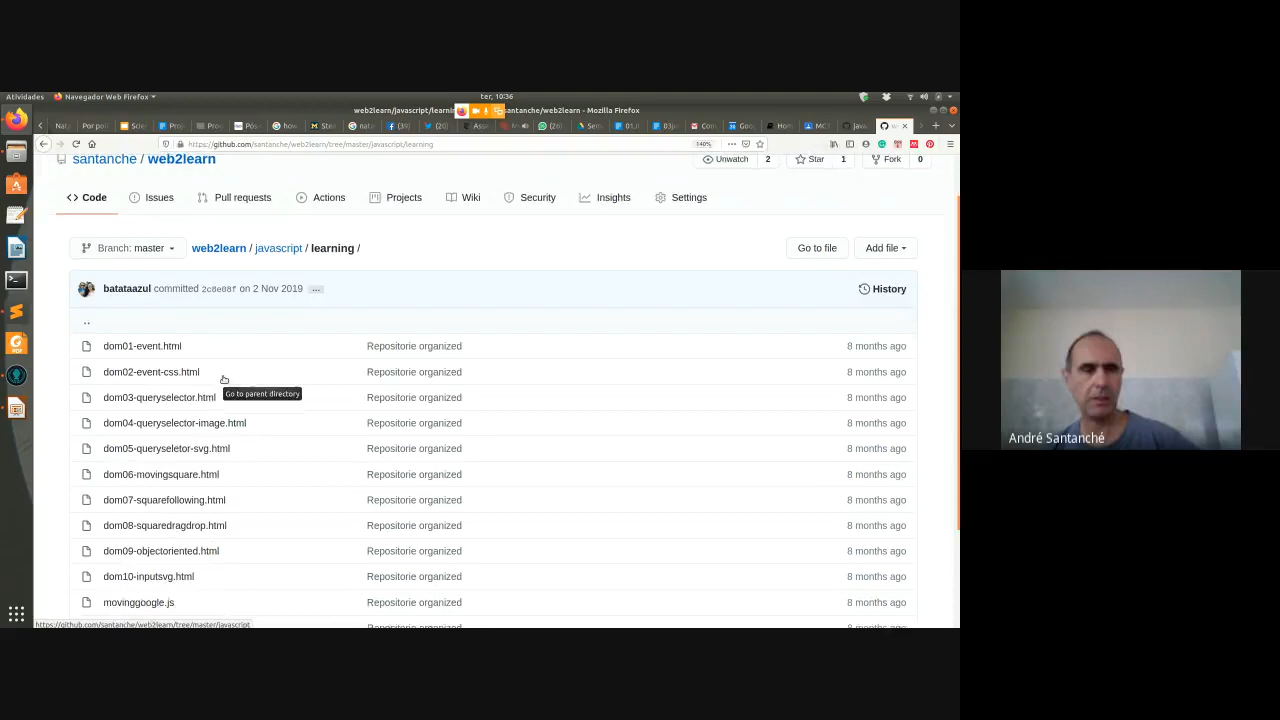 Atividades Navegador Web Firefox ter, 10:36
santanche/web2learn - Mozilla Firefox
https://github.com/santanche/web2learn/tree/master/javascript/learning 140%
santanche / web2learn Unwatch 2 Star 1 Fork 0
Code Issues Pull requests Actions Projects Wiki Security Insights Settings
Branch: master web2learn / javascript / learning / Go to file Add file
batataazul committed on 2 Nov 2019 ... History
..
dom01-event.html Repositorie organized 8 months ago
dom02-event-css.html Repositorie organized 8 months ago
Go to parent directory
dom03-queryselector.html Repositorie organized 8 months ago
dom04-queryselector-image.html Repositorie organized 8 months ago
dom05-queryseletor-svg.html Repositorie organized 8 months ago
dom06-movingsquare.html Repositorie organized 8 months ago
dom07-squarefollowing.html Repositorie organized 8 months ago
dom08-squaredragdrop.html Repositorie organized 8 months ago
dom09-objectoriented.html Repositorie organized 8 months ago
dom10-inputsvg.html Repositorie organized 8 months ago
movinggoogle.js Repositorie organized 8 months ago
https://github.com/santanche/web2learn/tree/master/javascript
André Santanchè